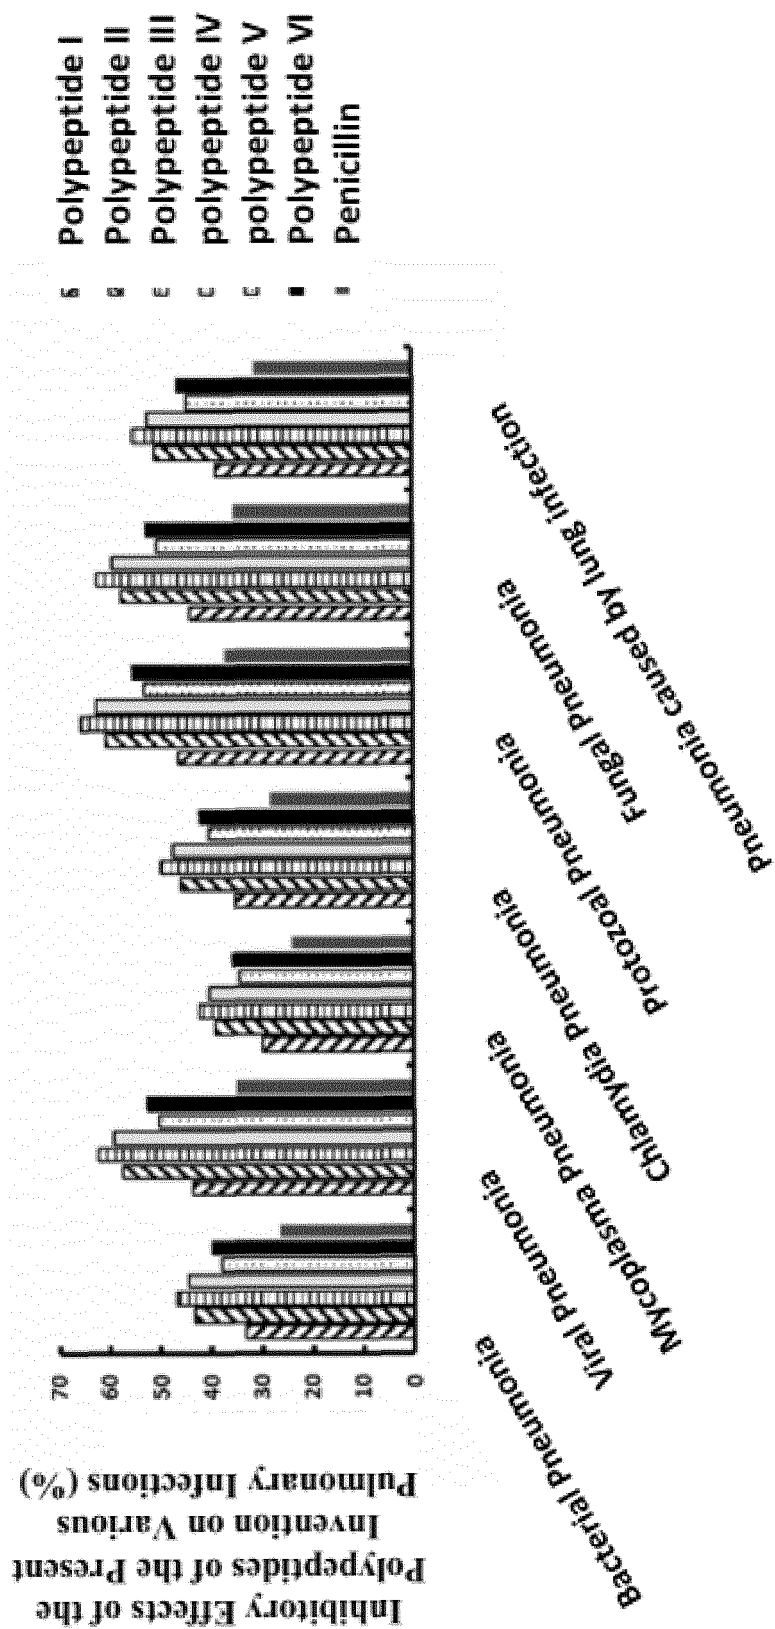 Inhibitory Effects of the
Polypeptides of the Present
Invention on Various
Pulmonary Infections (%)
70
60
50
40
30
20
10
0
Bacterial Pneumonia
Viral Pneumonia
Mycoplasma Pneumonia
Chlamydia Pneumonia
Protozoal Pneumonia
Fungal Pneumonia
Pneumonia caused by lung infection
Polypeptide I
Polypeptide II
Polypeptide III
polypeptide IV
polypeptide V
Polypeptide VI
Penicillin